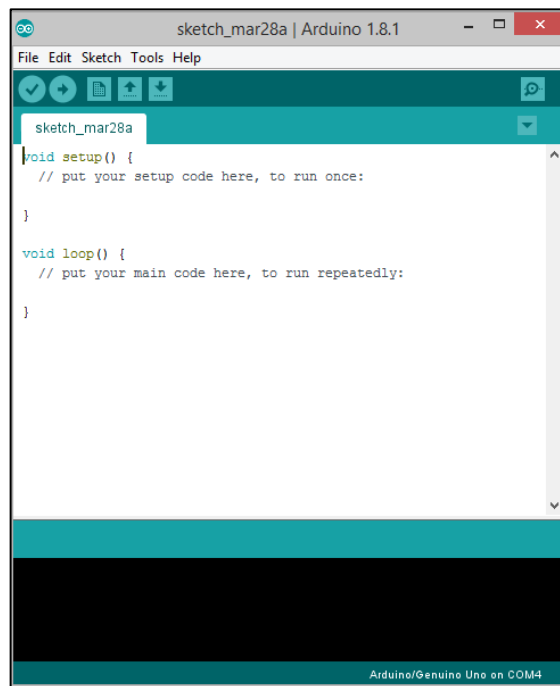 sketch_mar28a | Arduino 1.8.1
File Edit Sketch Tools Help
sketch_mar28a
void setup() {
  // put your setup code here, to run once:
}
void loop() {
  // put your main code here, to run repeatedly:
}
Arduino/Genuino Uno on COM4